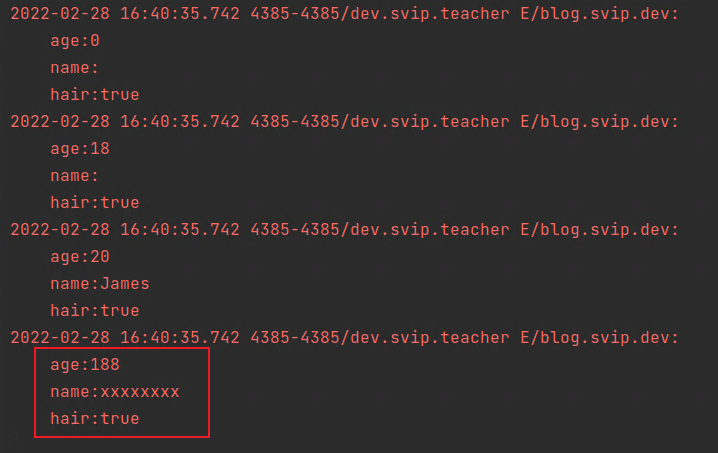 2022-02-28 16:40:35.742 4385-4385/dev.svip.teacher E/blog.svip.dev:
age:0
name:
hair:true
2022-02-28 16:40:35.742 4385-4385/dev.svip.teacher E/blog.svip.dev:
age:18
name:
hair:true
2022-02-28 16:40:35.742 4385-4385/dev.svip.teacher E/blog.svip.dev:
age:20
name:James
hair:true
2022-02-28 16:40:35.742 4385-4385/dev.svip.teacher E/blog.svip.dev:
age:188
name:xxxxxxxx
hair:true